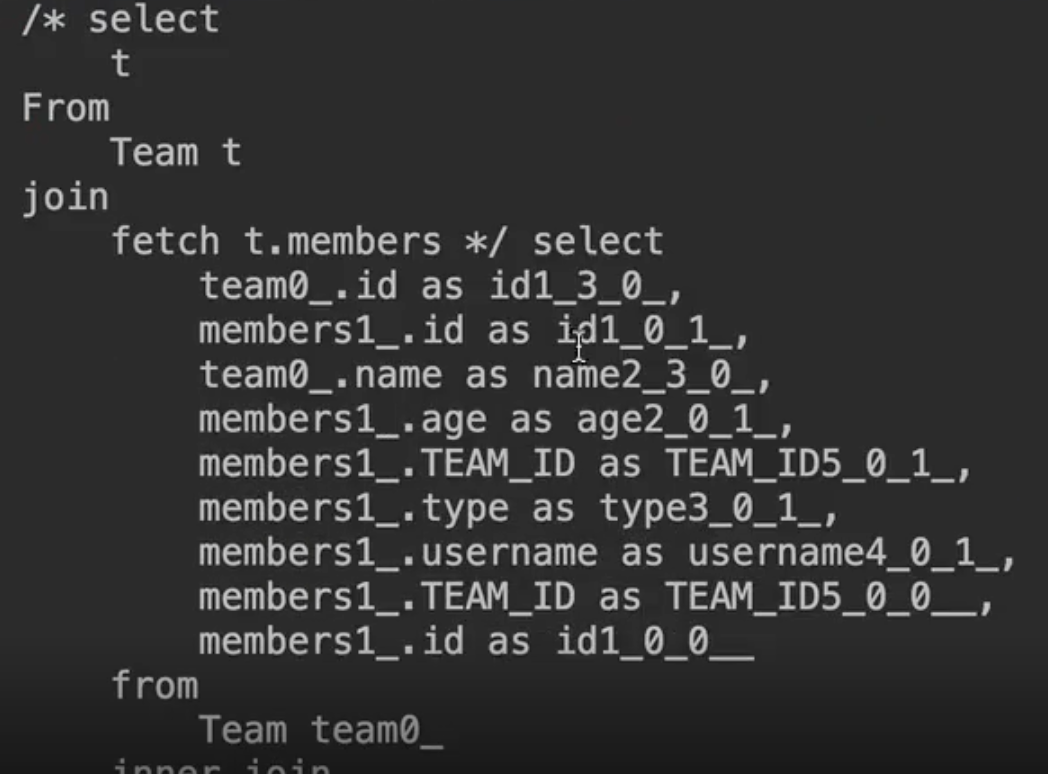 /* select
t
From
Team t
join
fetch t.members */ select
team0_.id as id1_3_0_,
members1_.id as id1_0_1_,
team0_.name as name2_3_0_,
members1_.age as age2_0_1_,
members1_.TEAM_ID as TEAM_ID5_0_1_,
members1_.type as type3_0_1_,
members1_.username as username4_0_1_,
members1_.TEAM_ID as TEAM_ID5_0_0__,
members1_.id as id1_0_0__
from
Team team0_
inner join